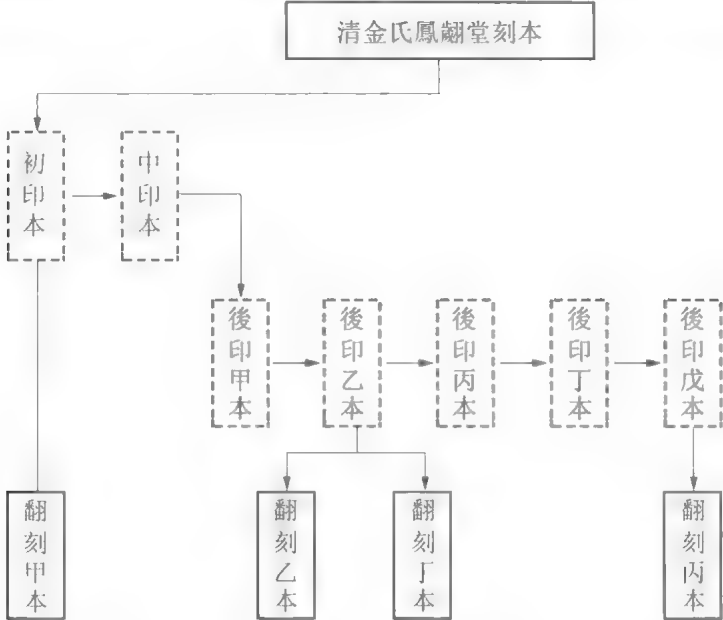 清金氏鳳翽堂刻本
初印本
中印本
後印甲本
後印乙本
後印丙本
後印丁本
後印戊本
翻刻甲本
翻刻乙本
翻刻丁本
翻刻丙本